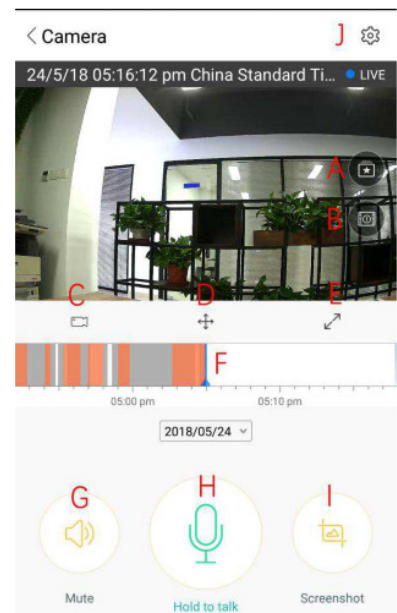 Camera J
24/5/18 05:16:12 pm China Standard Ti... LIVE
A
B
C D E
F
05:00 pm 05:10 pm
2018/05/24
G H I
Mute Hold to talk Screenshot